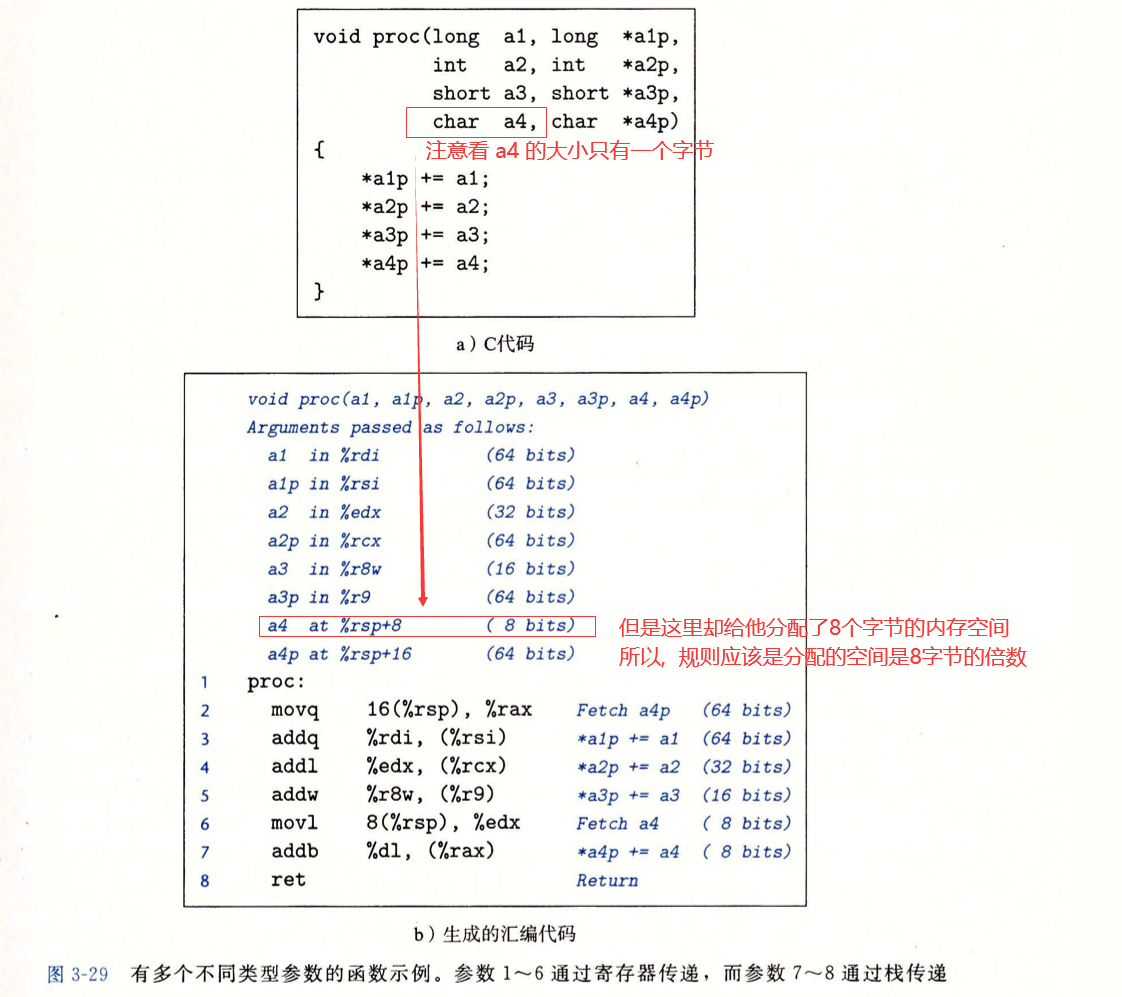 void proc(long a1, long *a1p,
int a2, int *a2p,
short a3, short *a3p,
char a4, char *a4p)
{
注意看 a4 的大小只有一个字节
*a1p += a1;
*a2p += a2;
*a3p += a3;
*a4p += a4;
}
a）C代码
void proc(a1, a1p, a2, a2p, a3, a3p, a4, a4p)
Arguments passed as follows:
a1 in %rdi (64 bits)
a1p in %rsi (64 bits)
a2 in %edx (32 bits)
a2p in %rcx (64 bits)
a3 in %r8w (16 bits)
a3p in %r9 (64 bits)
a4 at %rsp+8 ( 8 bits) 但是这里却给他分配了8个字节的内存空间
a4p at %rsp+16 (64 bits) 所以，规则应该是分配的空间是8字节的倍数
1 proc:
2 movq 16(%rsp), %rax Fetch a4p (64 bits)
3 addq %rdi, (%rsi) *a1p += a1 (64 bits)
4 addl %edx, (%rcx) *a2p += a2 (32 bits)
5 addw %r8w, (%r9) *a3p += a3 (16 bits)
6 movl 8(%rsp), %edx Fetch a4 ( 8 bits)
7 addb %dl, (%rax) *a4p += a4 ( 8 bits)
8 ret Return
b）生成的汇编代码
图 3-29 有多个不同类型参数的函数示例。参数 1～6 通过寄存器传递，而参数 7～8 通过栈传递